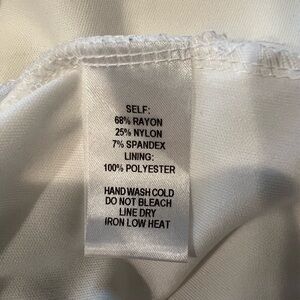 SELF:
68% RAYON
25% NYLON
7% SPANDEX
LINING:
100% POLYESTER
HAND WASH COLD
DO NOT BLEACH
LINE DRY
IRON LOW HEAT